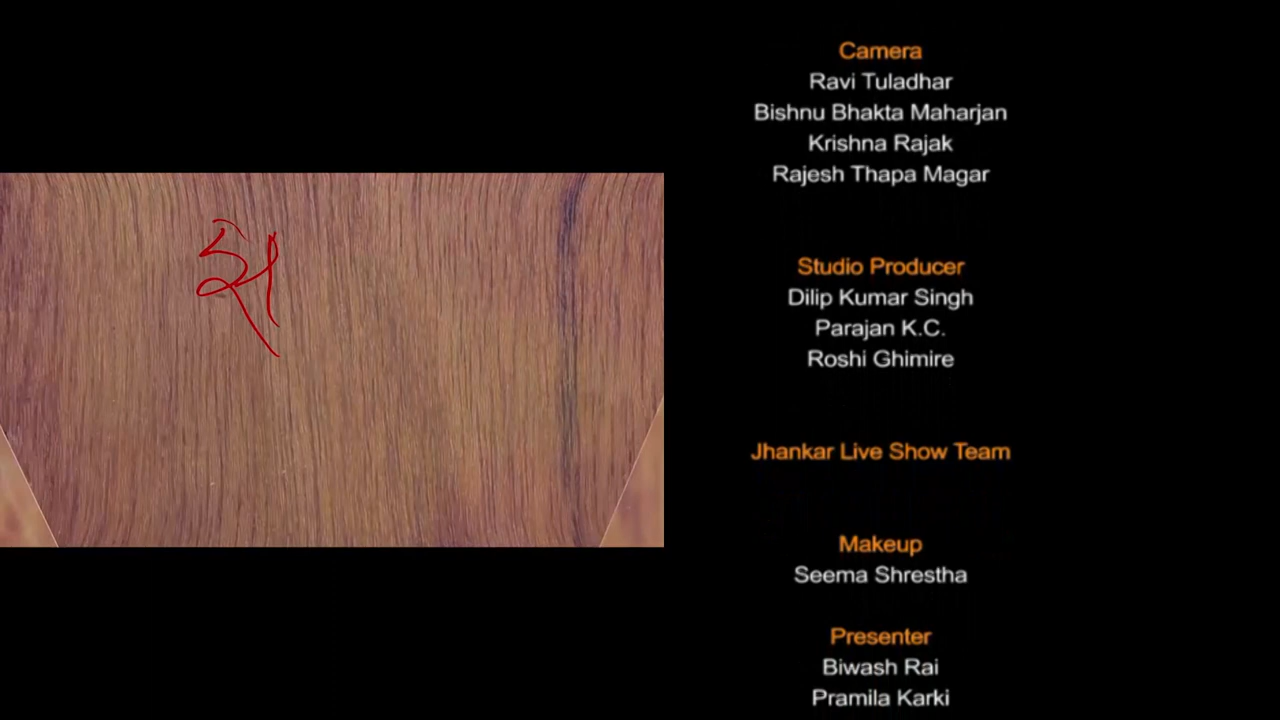 Camera
Ravi Tuladhar
Bishnu Bhakta Maharjan
Krishna Rajak
Rajesh Thapa Magar
Studio Producer
Dilip Kumar Singh
Parajan K.C.
Roshi Ghimire
Jhankar Live Show Team
Makeup
Seema Shrestha
Presenter
Biwash Rai
Pramila Karki